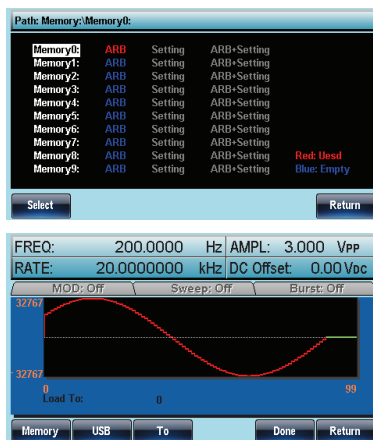 Path: Memory:\Memory0:
Memory0: ARB Setting ARB+Setting
Memory1: ARB Setting ARB+Setting
Memory2: ARB Setting ARB+Setting
Memory3: ARB Setting ARB+Setting
Memory4: ARB Setting ARB+Setting
Memory5: ARB Setting ARB+Setting
Memory6: ARB Setting ARB+Setting
Memory7: ARB Setting ARB+Setting
Memory8: ARB Setting ARB+Setting Red: Uesd
Memory9: ARB Setting ARB+Setting Blue: Empty
Select Return
FREQ: 200.0000 Hz AMPL: 3.000 VPP
RATE: 20.0000000 kHz DC Offset: 0.00 VDC
MOD: Off Sweep: Off Burst: Off
32767
-32767
0 99
Load To: 0
Memory USB To Done Return